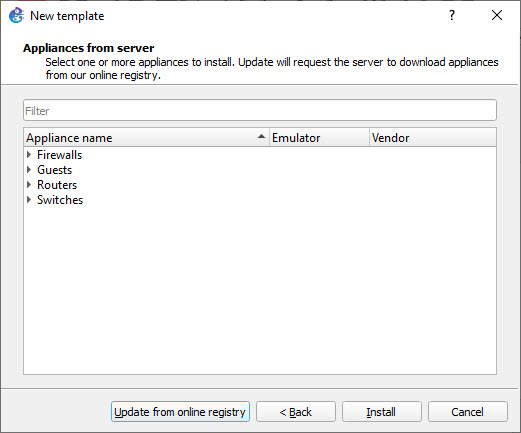 New template
?
Appliances from server
Select one or more appliances to install. Update will request the server to download appliances
from our online registry.
Filter
Appliance name Emulator Vendor
Firewalls
Guests
Routers
Switches
Update from online registry < Back Install Cancel